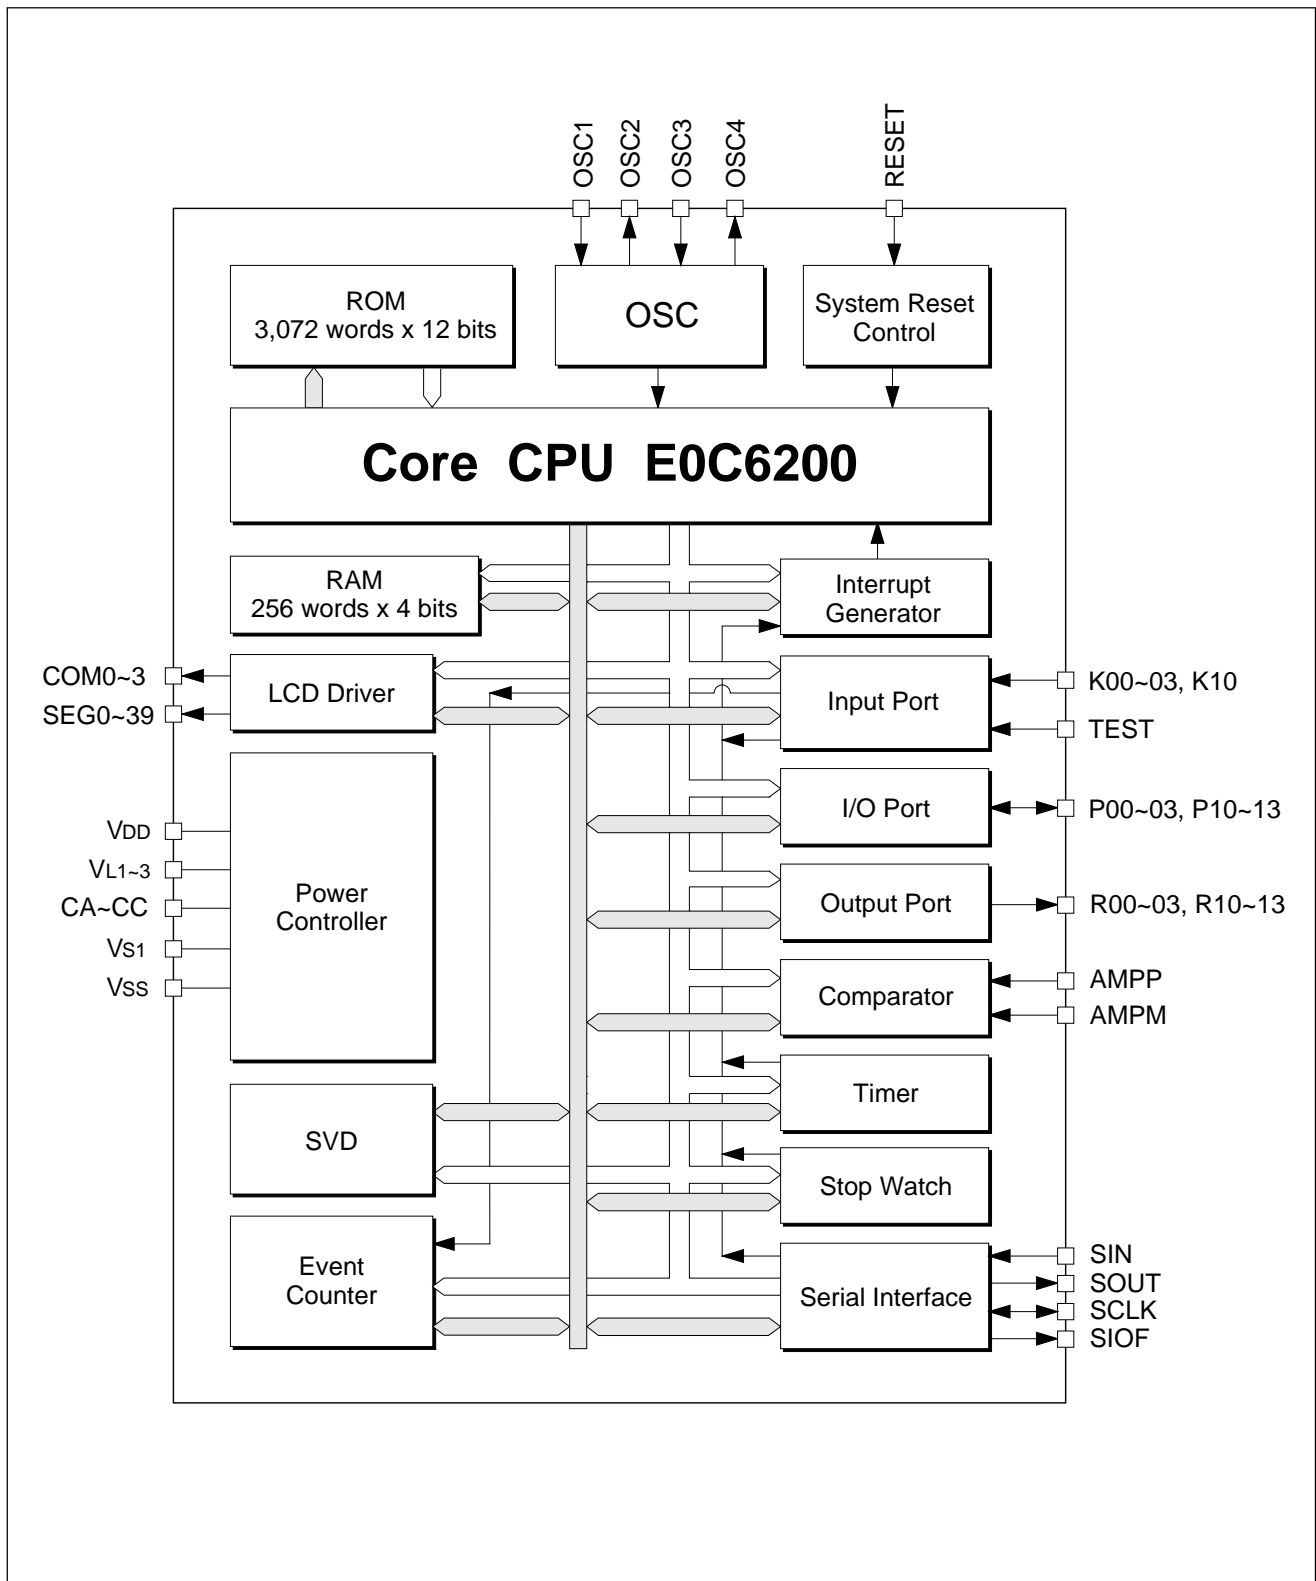 OSC1
OSC2
OSC3
OSC4
RESET
ROM
3,072 words x 12 bits
OSC
System Reset
Control
Core CPU E0C6200
RAM
256 words x 4 bits
Interrupt
Generator
COM0~3
SEG0~39
LCD Driver
Input Port
K00~03, K10
TEST
I/O Port
P00~03, P10~13
VDD
VL1~3
CA~CC
VS1
VSS
Power
Controller
Output Port
R00~03, R10~13
Comparator
AMPP
AMPM
Timer
SVD
Stop Watch
Event
Counter
Serial Interface
SIN
SOUT
SCLK
SIOF